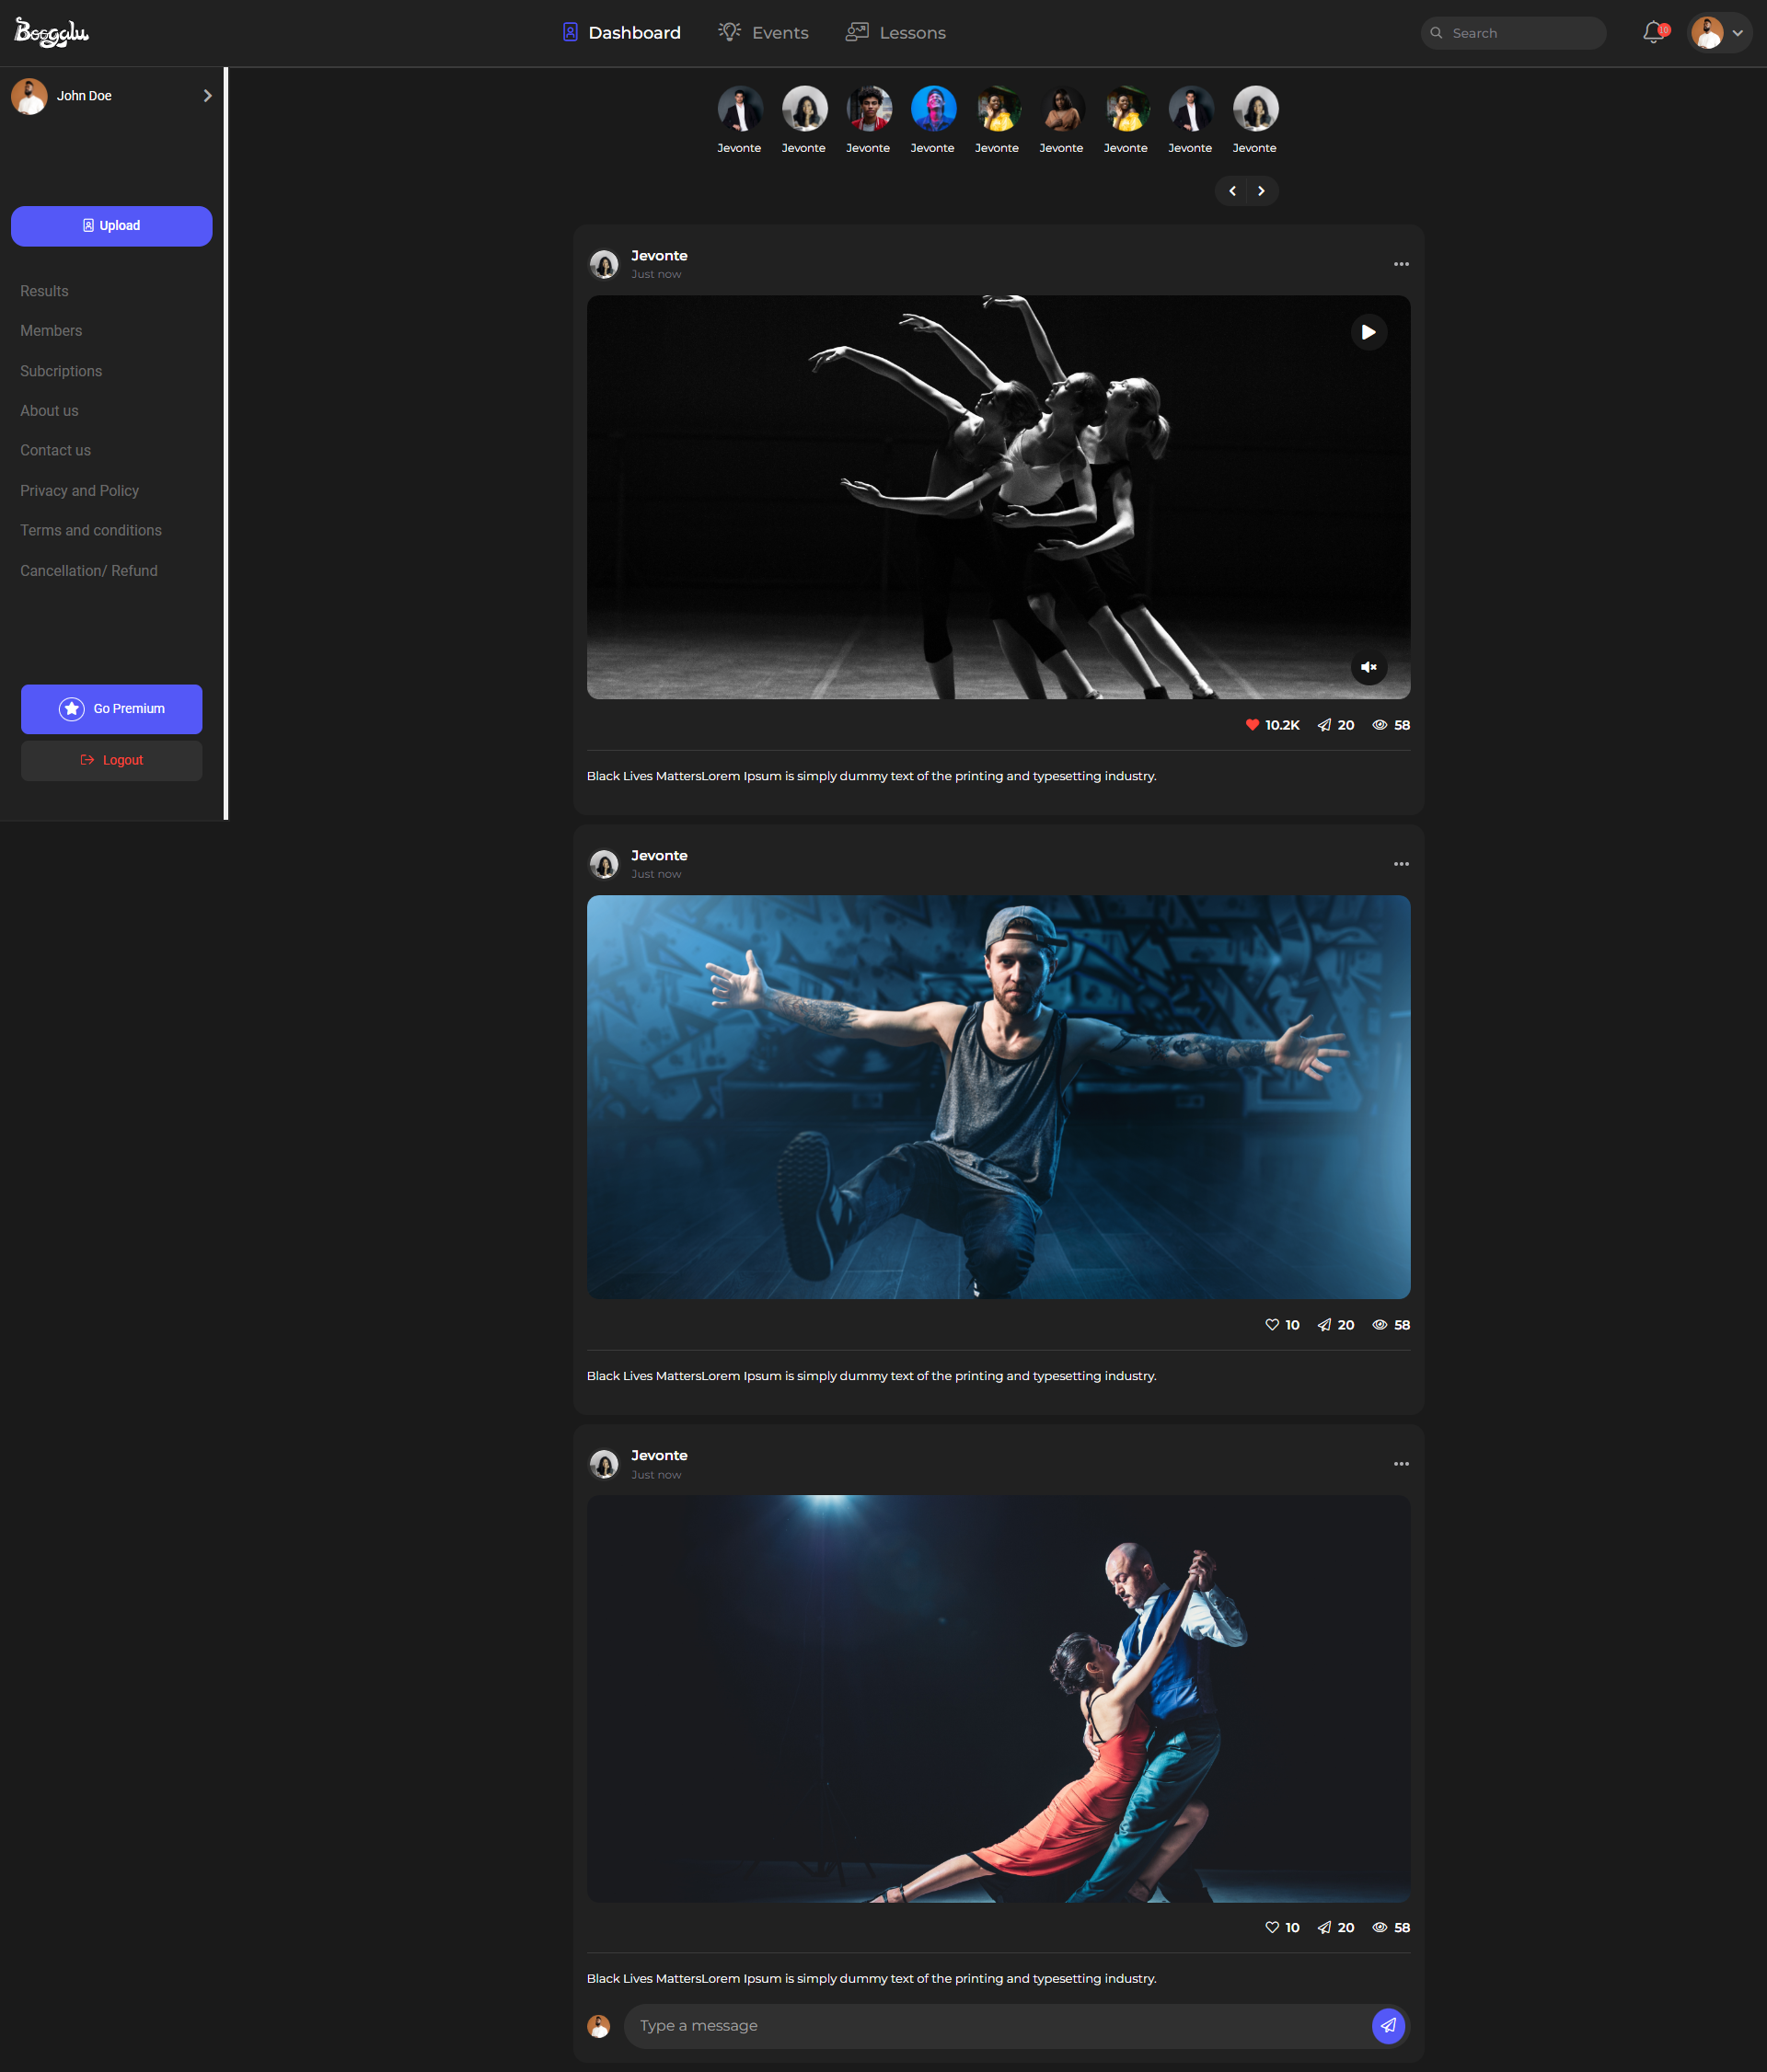 Boogalu
Dashboard
Events
Lessons
Search
10
John Doe
Upload
Results
Members
Subcriptions
About us
Contact us
Privacy and Policy
Terms and conditions
Cancellation/ Refund
Go Premium
Logout
Jevonte Jevonte Jevonte Jevonte Jevonte Jevonte Jevonte Jevonte Jevonte
Jevonte
Just now
10.2K 20 58
Black Lives MattersLorem Ipsum is simply dummy text of the printing and typesetting industry.
Jevonte
Just now
10 20 58
Black Lives MattersLorem Ipsum is simply dummy text of the printing and typesetting industry.
Jevonte
Just now
10 20 58
Black Lives MattersLorem Ipsum is simply dummy text of the printing and typesetting industry.
Type a message